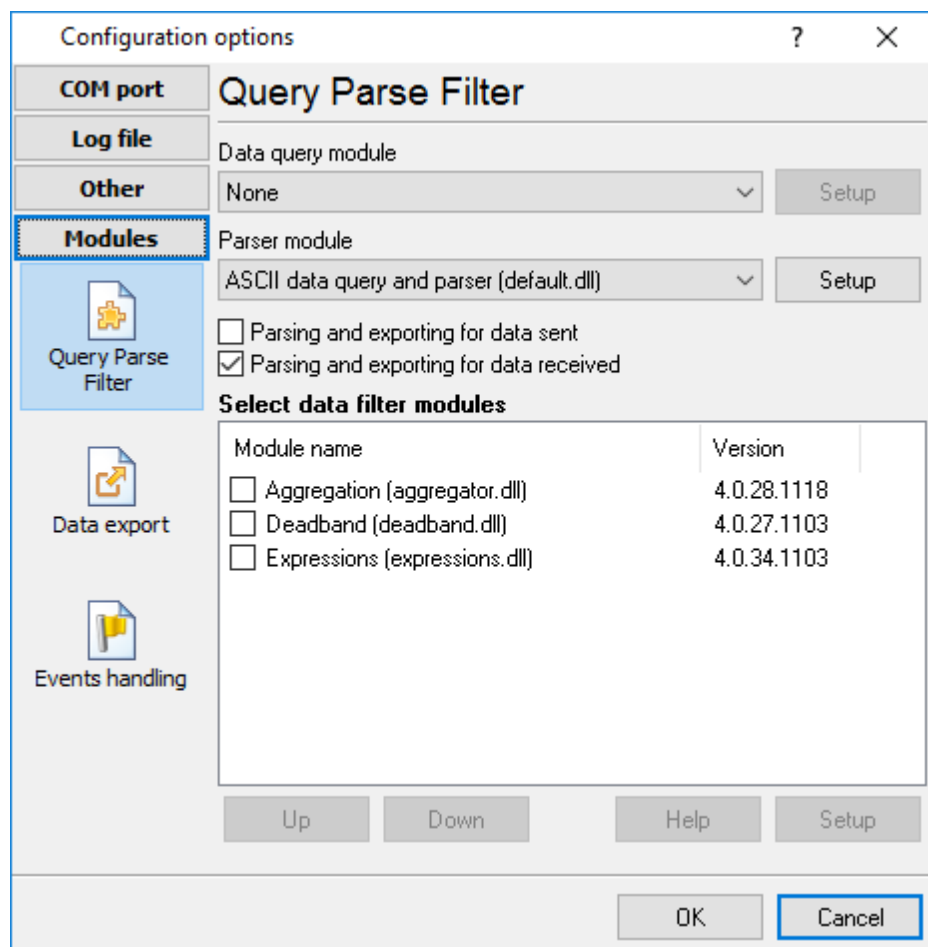 Configuration options
?
COM port
Log file
Other
Modules
Query Parse
Filter
Data export
Events handling
Query Parse Filter
Data query module
None
Setup
Parser module
ASCII data query and parser (default.dll)
Setup
Parsing and exporting for data sent
Parsing and exporting for data received
Select data filter modules
Module name Version
Aggregation (aggregator.dll) 4.0.28.1118
Deadband (deadband.dll) 4.0.27.1103
Expressions (expressions.dll) 4.0.34.1103
Up Down Help Setup
OK Cancel